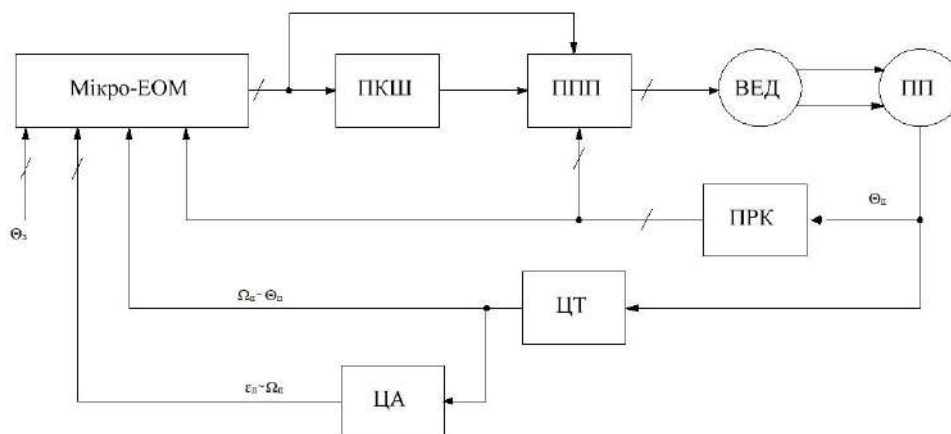 Мікро-ЕОМ
ПКШ
ППП
ВЕД
ПП
Θз
ПРК
Θп
Ωп~Θп
ЦТ
εп~Ωп
ЦА